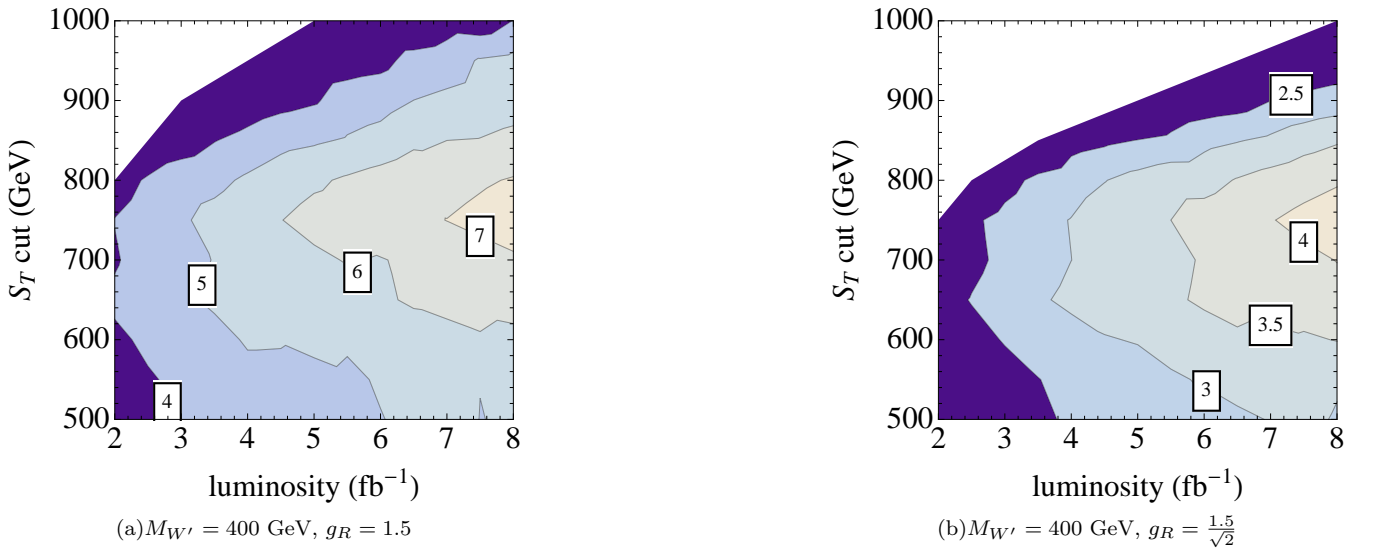 1000
900
800
700
600
500
S_T cut (GeV)
4
5
6
7
2 3 4 5 6 7 8
luminosity (fb⁻¹)
(a)M_{W′} = 400 GeV, g_R = 1.5
1000
900
800
700
600
500
S_T cut (GeV)
2.5
4
3.5
3
2 3 4 5 6 7 8
luminosity (fb⁻¹)
(b)M_{W′} = 400 GeV, g_R = \frac{1.5}{\sqrt{2}}